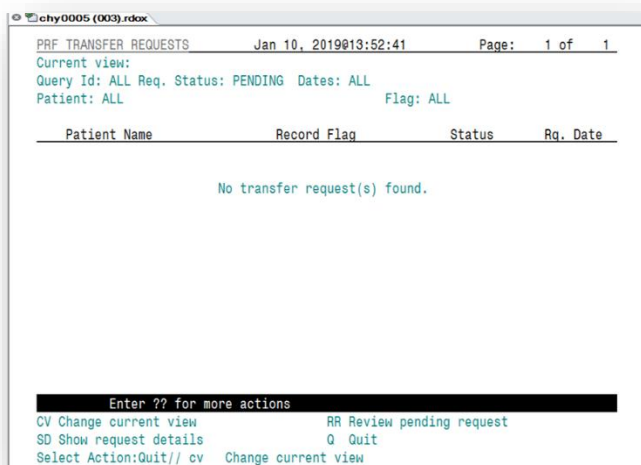 chy0005 (003).rdox
PRF TRANSFER REQUESTS Jan 10, 2019@13:52:41 Page: 1 of 1
Current view:
Query Id: ALL Req. Status: PENDING Dates: ALL
Patient: ALL Flag: ALL
Patient Name Record Flag Status Rq. Date
No transfer request(s) found.
Enter ?? for more actions
CV Change current view RR Review pending request
SD Show request details Q Quit
Select Action:Quit// cv Change current view